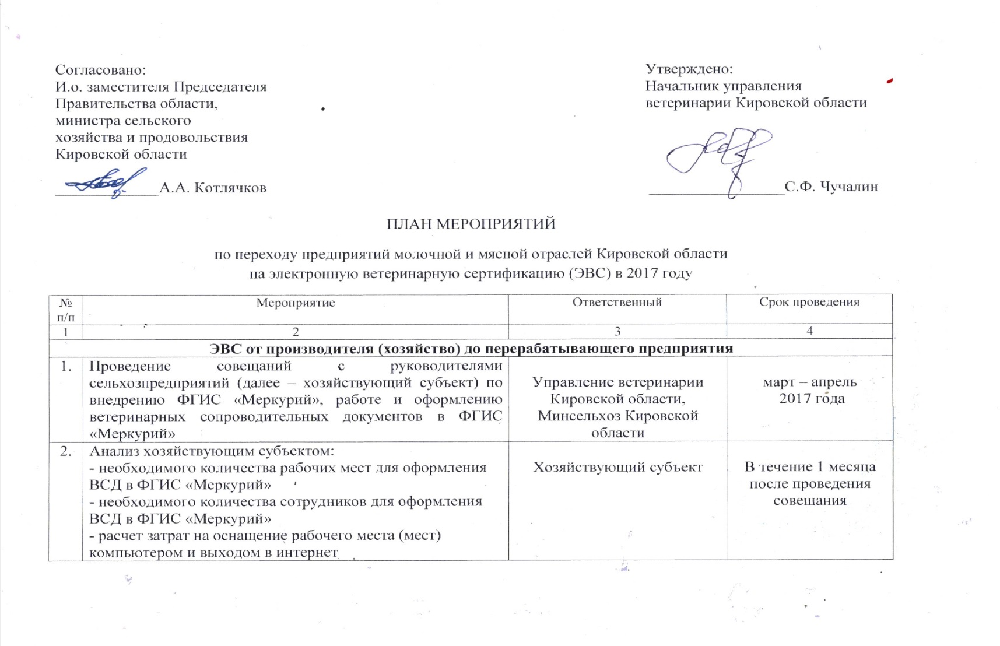 Согласовано:
И.о. заместителя Председателя
Правительства области,
министра сельского
хозяйства и продовольствия
Кировской области
А.А. Котлячков
Утверждено:
Начальник управления
ветеринарии Кировской области
С.Ф. Чучалин
ПЛАН МЕРОПРИЯТИЙ
по переходу предприятий молочной и мясной отраслей Кировской области
на электронную ветеринарную сертификацию (ЭВС) в 2017 году
№
п/п
Мероприятие
Ответственный
Срок проведения
1
2
3
4
ЭВС от производителя (хозяйство) до перерабатывающего предприятия
1.
Проведение совещаний с руководителями
сельхозпредприятий (далее – хозяйствующий субъект) по
внедрению ФГИС «Меркурий», работе и оформлению
ветеринарных сопроводительных документов в ФГИС
«Меркурий»
Управление ветеринарии
Кировской области,
Минсельхоз Кировской
области
март – апрель
2017 года
2.
Анализ хозяйствующим субъектом:
- необходимого количества рабочих мест для оформления
ВСД в ФГИС «Меркурий»
- необходимого количества сотрудников для оформления
ВСД в ФГИС «Меркурий»
- расчет затрат на оснащение рабочего места (мест)
компьютером и выходом в интернет
Хозяйствующий субъект
В течение 1 месяца
после проведения
совещания